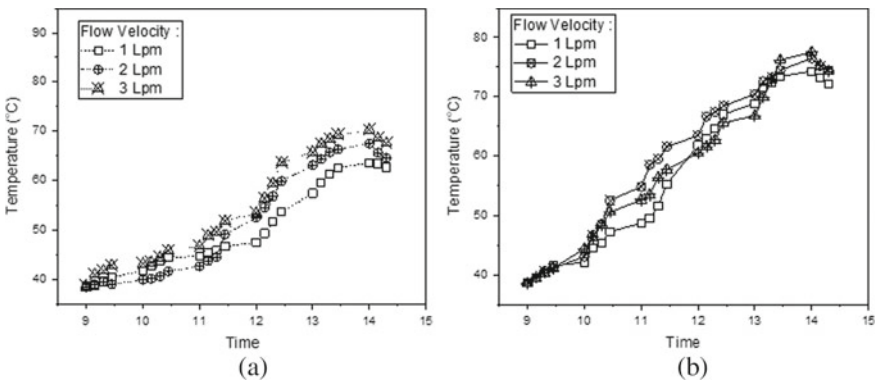 Flow Velocity :
1 Lpm
2 Lpm
3 Lpm
90
80
70
60
50
40
Temperature (°C)
9 10 11 12 13 14 15
Time
(a)
Flow Velocity :
1 Lpm
2 Lpm
3 Lpm
80
70
60
50
40
Temperature (°C)
9 10 11 12 13 14 15
Time
(b)